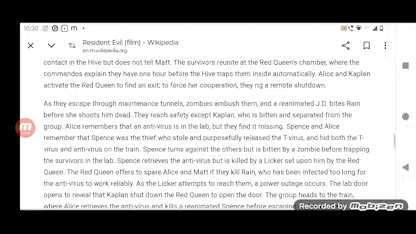 10:30
Resident Evil (film) - Wikipedia
en.m.wikipedia.org
contact in the Hive but does not tell Matt. The survivors reunite at the Red Queen's chamber, where the
commandos explain they have one hour before the Hive traps them inside automatically. Alice and Kaplan
activate the Red Queen to find an exit; to force her cooperation, they rig a remote shutdown.
As they escape through maintenance tunnels, zombies ambush them, and a reanimated J.D. bites Rain
before she shoots him dead. They reach safety except Kaplan, who is bitten and separated from the
group. Alice remembers that an anti-virus is in the lab, but they find it missing. Spence and Alice
remember that Spence was the thief who stole and purposefully released the T-virus, and hid both the T-
virus and anti-virus on the train. Spence turns against the others but is bitten by a zombie before trapping
the survivors in the lab. Spence retrieves the anti-virus but is killed by a Licker set upon him by the Red
Queen. The Red Queen offers to spare Alice and Matt if they kill Rain, who has been infected too long for
the anti-virus to work reliably. As the Licker attempts to reach them, a power outage occurs. The lab door
opens to reveal that Kaplan shut down the Red Queen to open the door. The group heads to the train,
where Alice retrieves the anti-virus and kills a reanimated Spence before escaping
Recorded by
Mobizen